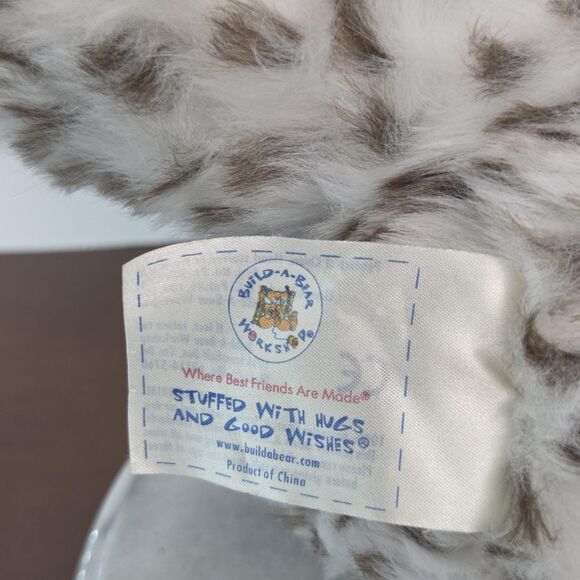 BUILD-A-BEAR
WORKSHOP®
Where Best Friends Are Made®
STUFFED WITH HUGS
AND GOOD WISHES®
www.buildabear.com
Product of China